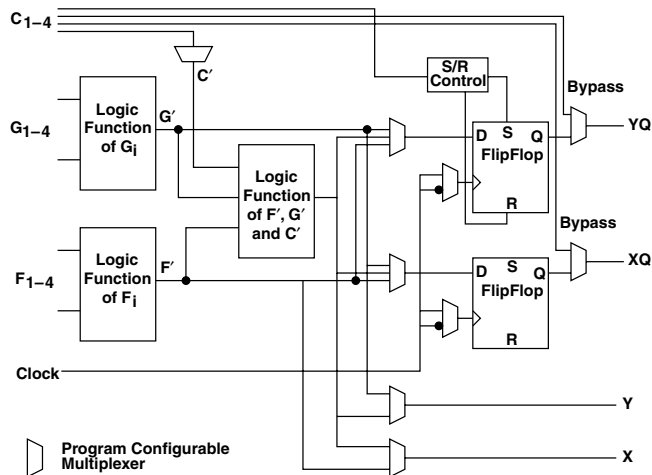 C1–4
C′
S/R
Control
Bypass
Logic
Function
of Gi
G′
G1–4
D S Q
FlipFlop
R
YQ
Logic
Function
of F′, G′
and C′
Bypass
Logic
Function
of Fi
F′
F1–4
D S Q
FlipFlop
R
XQ
Clock
Y
X
Program Configurable
Multiplexer